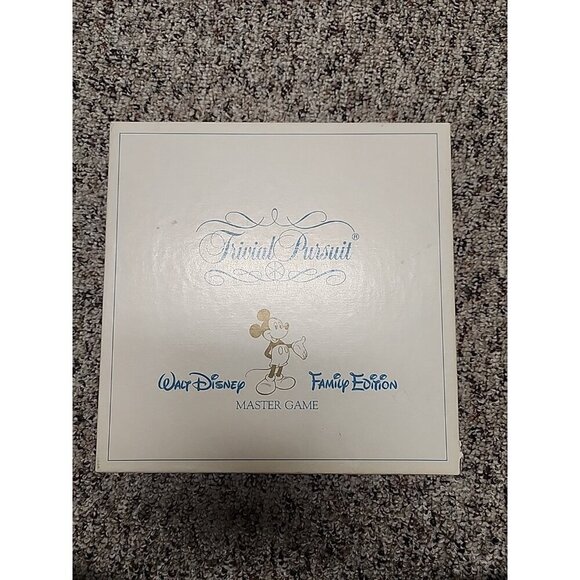 Trivial Pursuit®
Walt Disney Family Edition
MASTER GAME